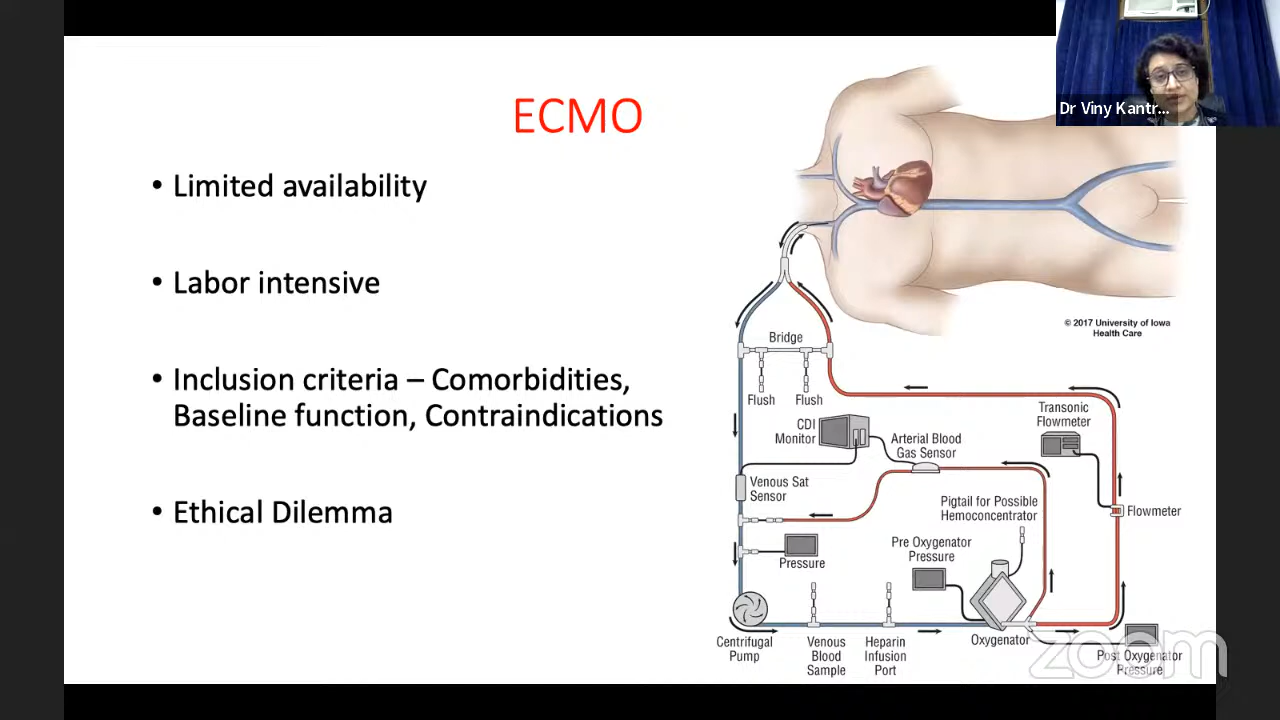 Dr Viny Kantr...
ECMO
• Limited availability
• Labor intensive
• Inclusion criteria – Comorbidities,
Baseline function, Contraindications
• Ethical Dilemma
© 2017 University of Iowa
Health Care
Bridge
Flush
Flush
CDI
Monitor
Arterial Blood
Gas Sensor
Transonic
Flowmeter
Venous Sat
Sensor
Pigtail for Possible
Hemoconcentrator
Flowmeter
Pre Oxygenator
Pressure
Pressure
Centrifugal
Pump
Venous
Blood
Sample
Heparin
Infusion
Port
Oxygenator
Post Oxygenator
Pressure
zoom